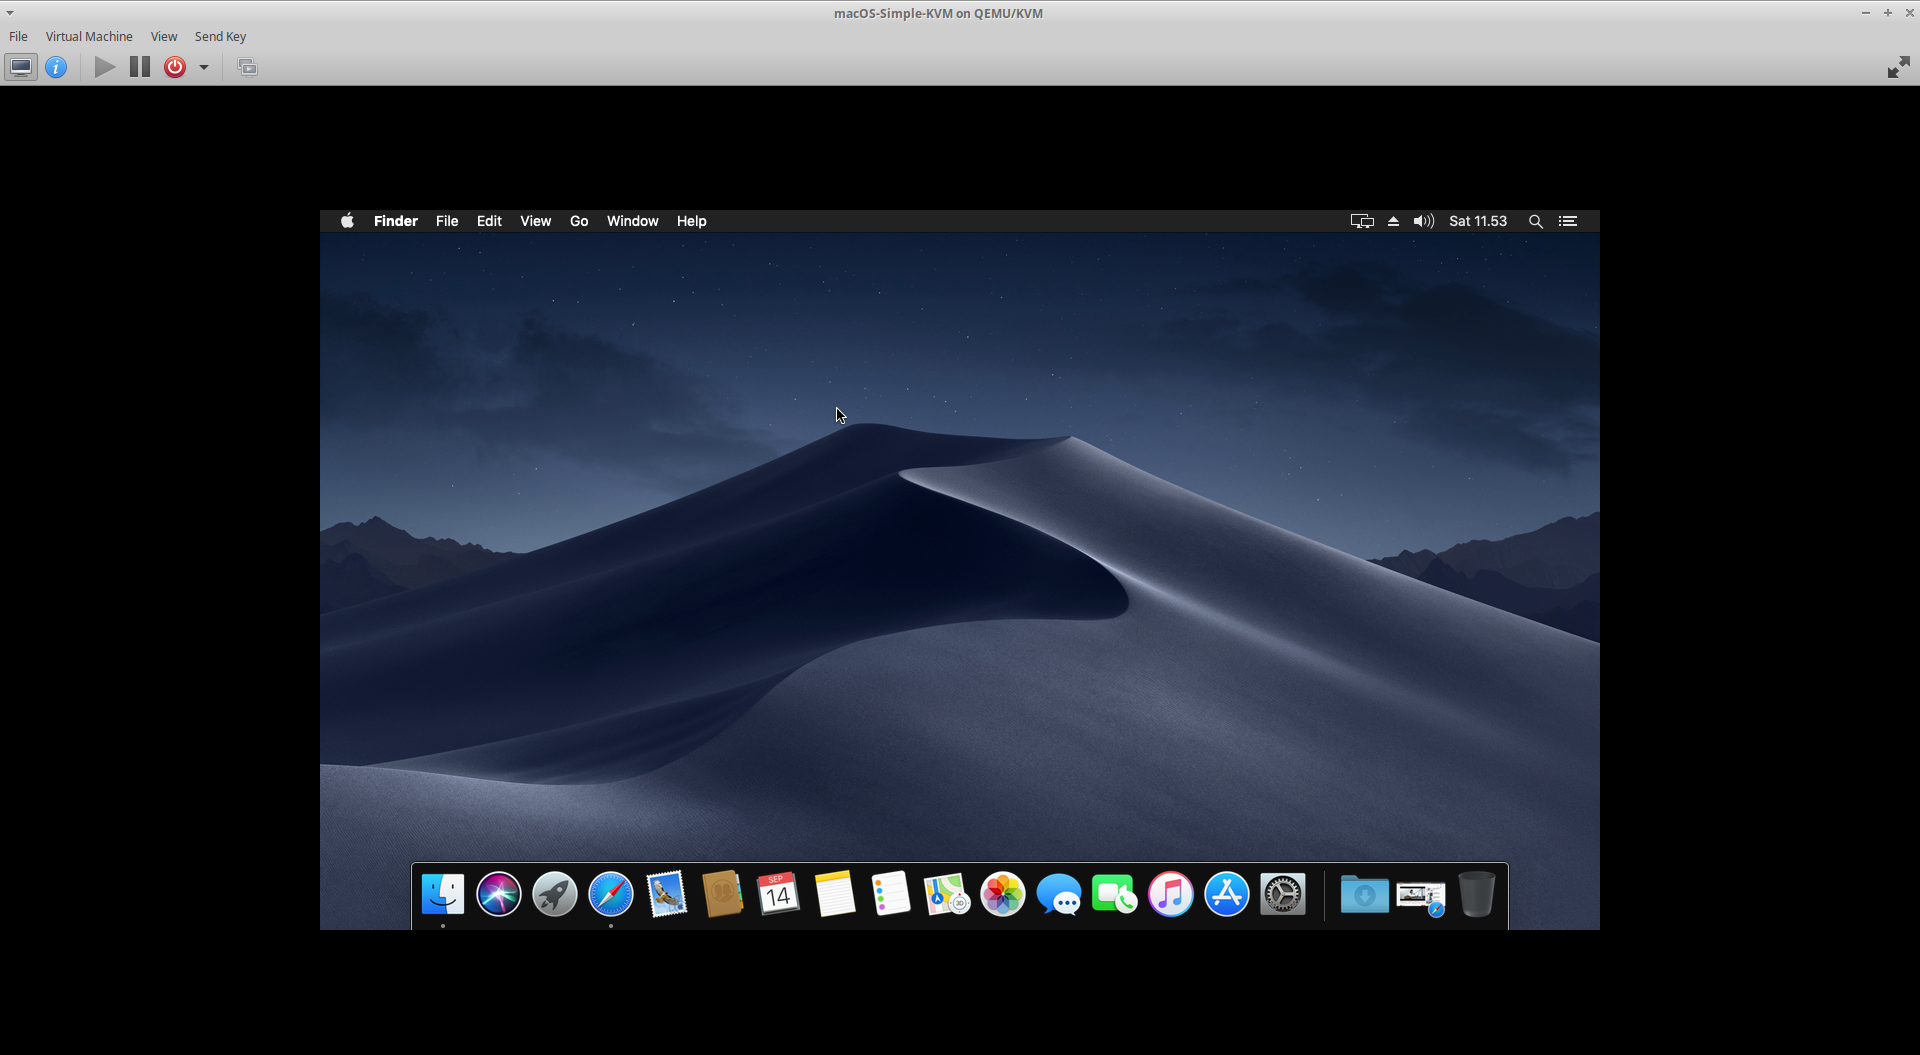 macOS-Simple-KVM on QEMU/KVM
File Virtual Machine View Send Key
Finder File Edit View Go Window Help Sat 11.53
SEP
14
3D